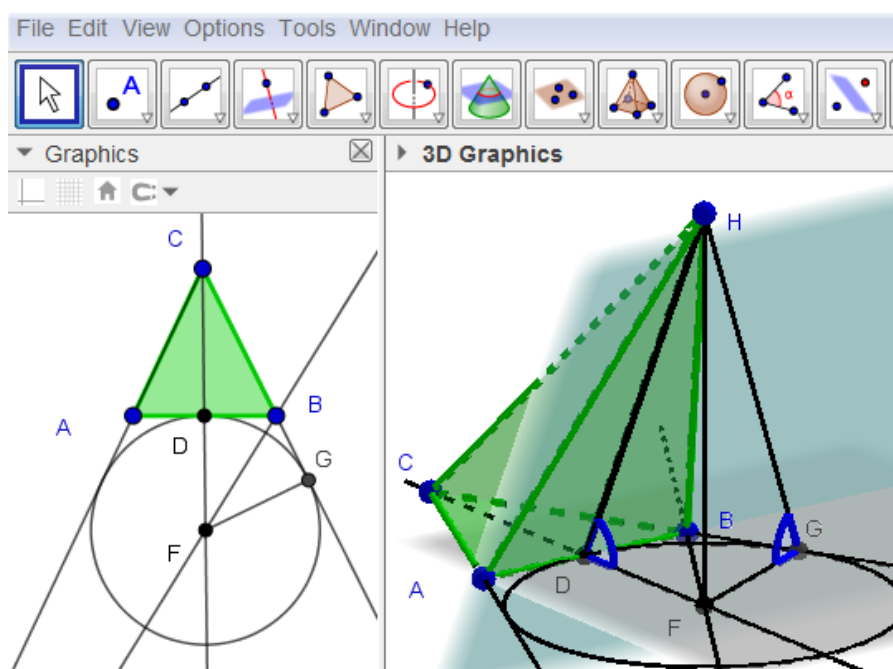 File Edit View Options Tools Window Help
A
α
Graphics
3D Graphics
C
H
A
B
D
G
F
C
B
G
A
D
F